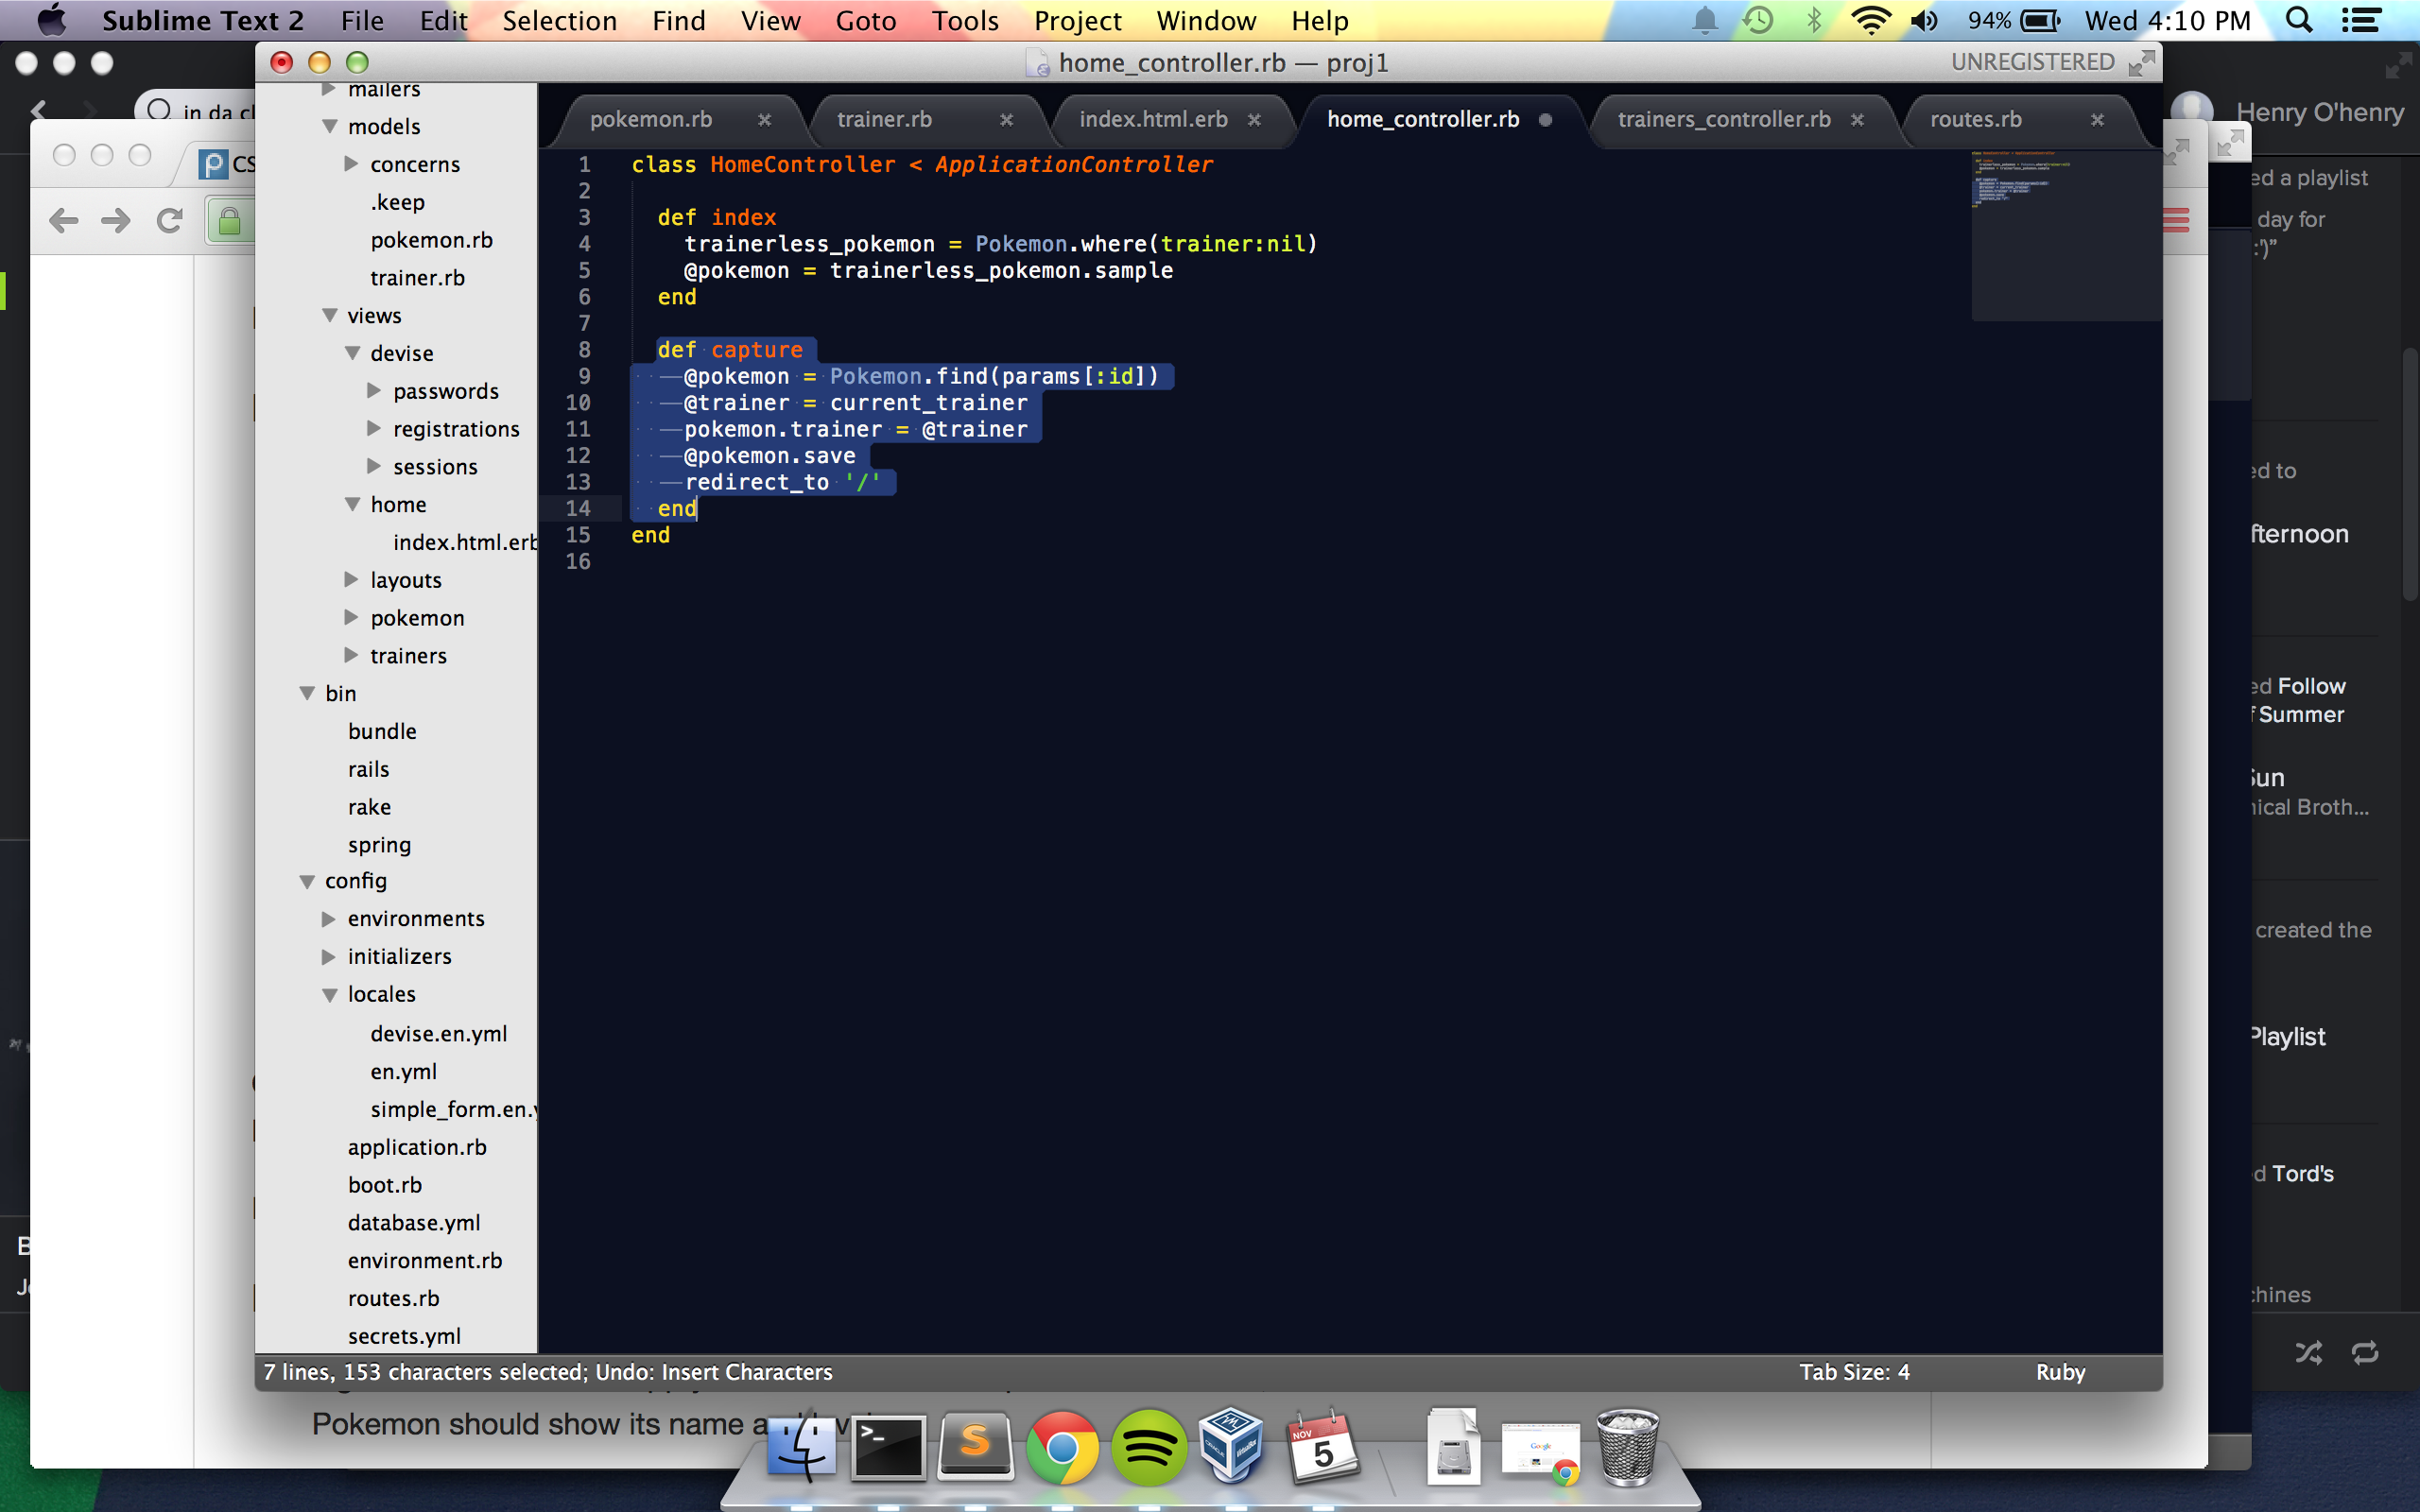 Sublime Text 2 File Edit Selection Find View Goto Tools Project Window Help 94% Wed 4:10 PM
home_controller.rb — proj1 UNREGISTERED
in da cl
Henry O'henry
CS
mailers
models
concerns
.keep
pokemon.rb
trainer.rb
views
devise
passwords
registrations
sessions
home
index.html.erb
layouts
pokemon
trainers
bin
bundle
rails
rake
spring
config
environments
initializers
locales
devise.en.yml
en.yml
simple_form.en.y
application.rb
boot.rb
database.yml
environment.rb
routes.rb
secrets.yml
pokemon.rb trainer.rb index.html.erb home_controller.rb trainers_controller.rb routes.rb
1 class HomeController < ApplicationController
2
3 def index
4 trainerless_pokemon = Pokemon.where(trainer:nil)
5 @pokemon = trainerless_pokemon.sample
6 end
7
8 def capture
9 @pokemon = Pokemon.find(params[:id])
10 @trainer = current_trainer
11 pokemon.trainer = @trainer
12 @pokemon.save
13 redirect_to '/'
14 end
15 end
16
ed a playlist
day for
:')”
ed to
fternoon
ed Follow
f Summer
Sun
nical Broth...
created the
Playlist
d Tord's
chines
7 lines, 153 characters selected; Undo: Insert Characters Tab Size: 4 Ruby
Pokemon should show its name a
NOV
5